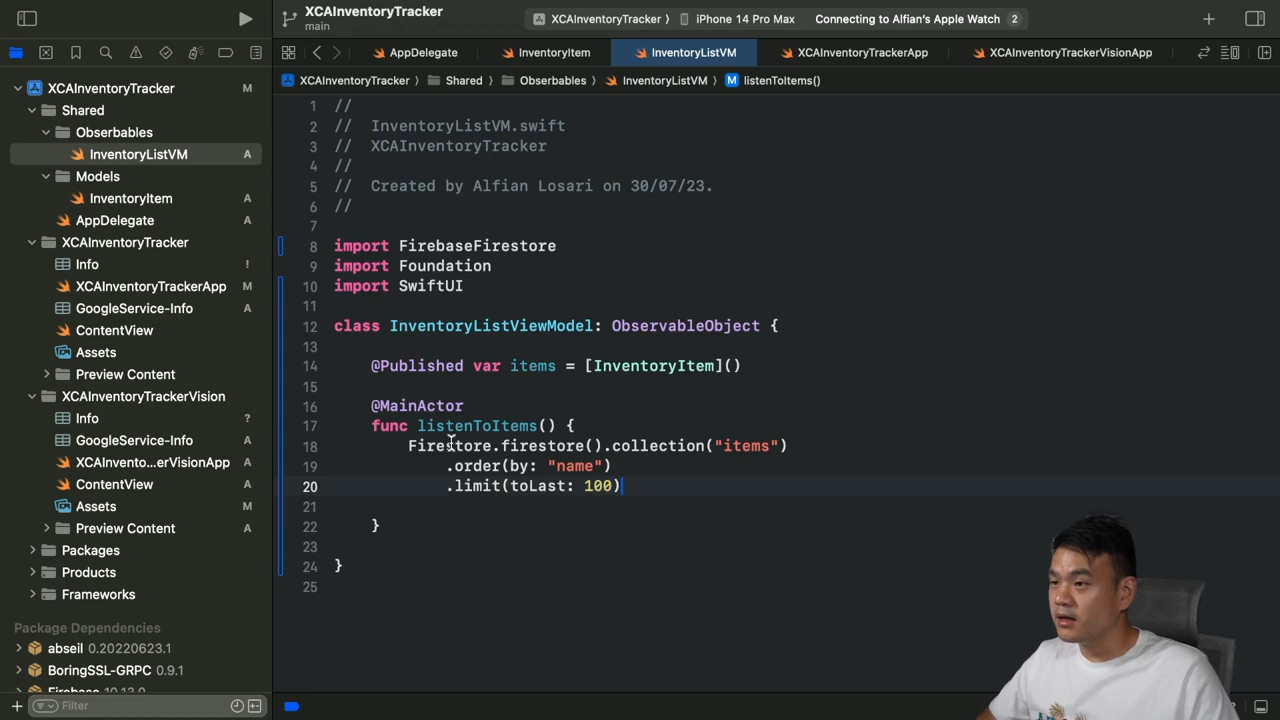 XCAInventoryTracker
main
XCAInventoryTracker
iPhone 14 Pro Max
Connecting to Alfian's Apple Watch
2
AppDelegate
InventoryItem
InventoryListVM
XCAInventoryTrackerApp
XCAInventoryTrackerVisionApp
XCAInventoryTracker
Shared
Obserbables
InventoryListVM
M
listenToItems()
XCAInventoryTracker M
Shared
Obserbables
InventoryListVM A
Models
InventoryItem A
AppDelegate A
XCAInventoryTracker
Info !
XCAInventoryTrackerApp M
GoogleService-Info A
ContentView
Assets
Preview Content
XCAInventoryTrackerVision
Info ?
GoogleService-Info A
XCAInvento...erVisionApp A
ContentView A
Assets M
Preview Content
Packages
Products
Frameworks
Package Dependencies
abseil 0.20220623.1
BoringSSL-GRPC 0.9.1
Firebase 10.13.0
Filter
1 //
2 // InventoryListVM.swift
3 // XCAInventoryTracker
4 //
5 // Created by Alfian Losari on 30/07/23.
6 //
7
8 import FirebaseFirestore
9 import Foundation
10 import SwiftUI
11
12 class InventoryListViewModel: ObservableObject {
13
14 @Published var items = [InventoryItem]()
15
16 @MainActor
17 func listenToItems() {
18 Firestore.firestore().collection("items")
19 .order(by: "name")
20 .limit(toLast: 100)
21
22 }
23
24 }
25